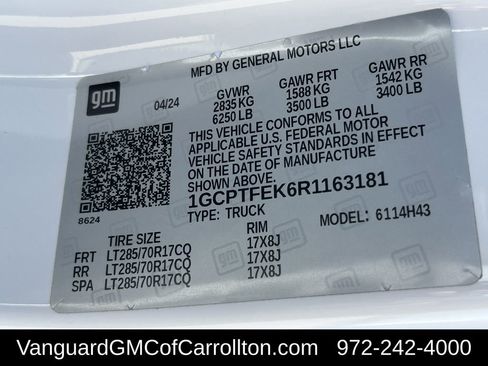 MFD BY GENERAL MOTORS LLC
gm
04/24
GVWR
2835 KG
6250 LB
GAWR FRT
1588 KG
3500 LB
GAWR RR
1542 KG
3400 LB
THIS VEHICLE CONFORMS TO ALL
APPLICABLE U.S. FEDERAL MOTOR
VEHICLE SAFETY STANDARDS IN EFFECT
ON THE DATE OF MANUFACTURE
SHOWN ABOVE.
1GCPTFEK6R1163181
TYPE: TRUCK
MODEL: 6114H43
8624
TIRE SIZE RIM
FRT LT285/70R17CQ 17X8J
RR LT285/70R17CQ 17X8J
SPA LT285/70R17CQ 17X8J
VanguardGMCofCarrollton.com 972-242-4000